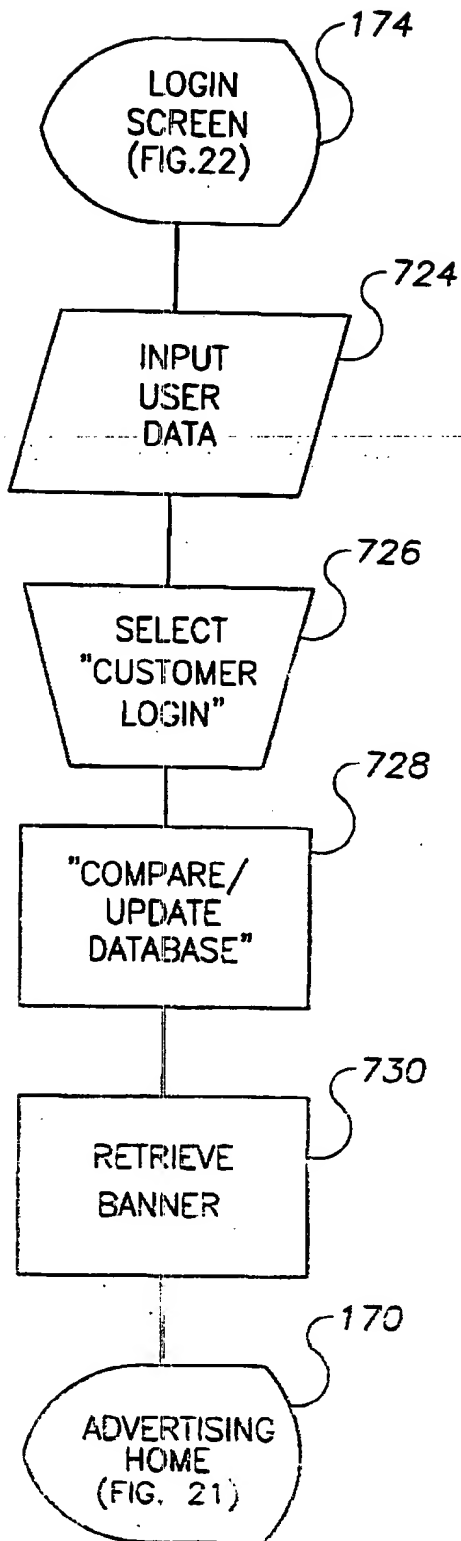 174
LOGIN
SCREEN
(FIG.22)
724
INPUT
USER
DATA
726
SELECT
"CUSTOMER
LOGIN"
728
"COMPARE/
UPDATE
DATABASE"
730
RETRIEVE
BANNER
170
ADVERTISING
HOME
(FIG. 21)